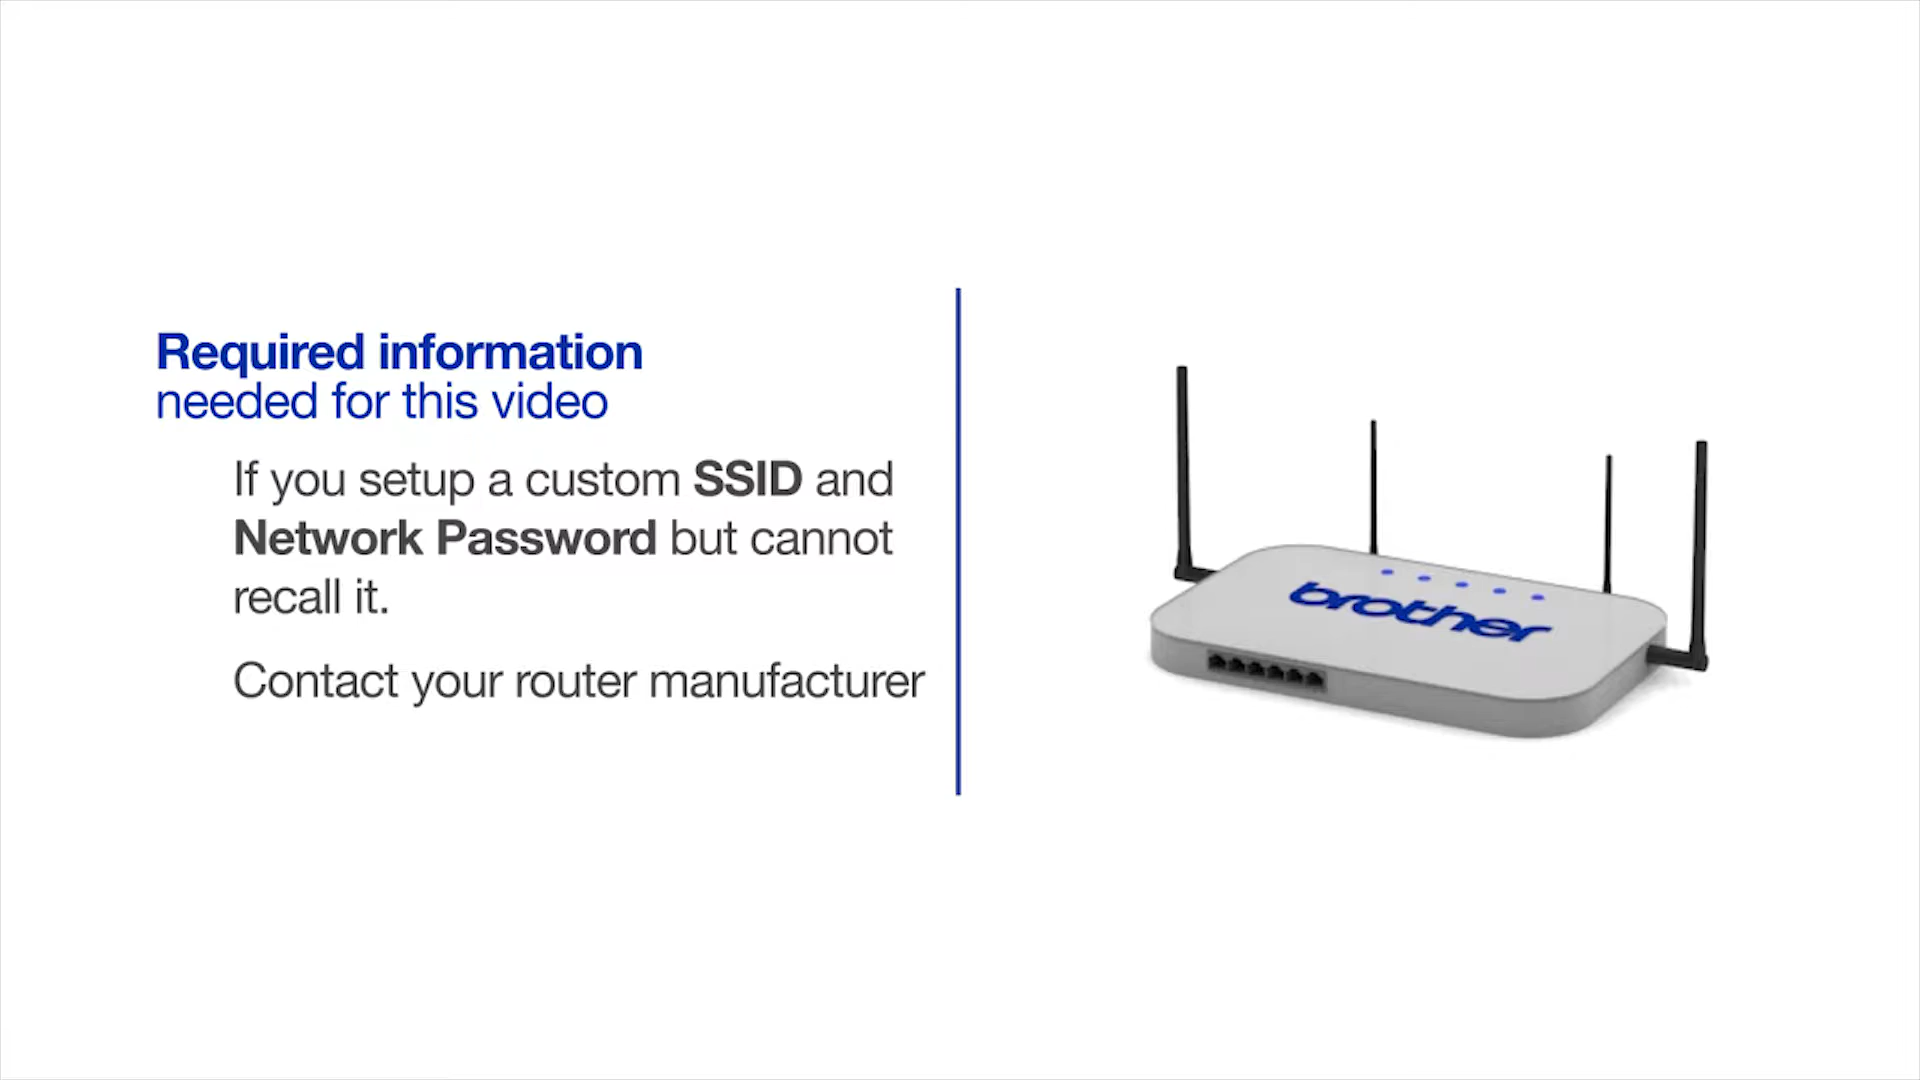 Required information
needed for this video
If you setup a custom SSID and
Network Password but cannot
recall it.
Contact your router manufacturer
brother